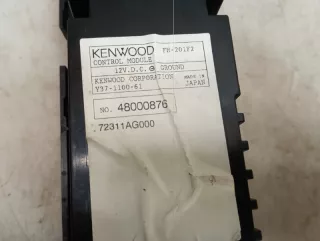 KENWOOD FH-201F2
CONTROL MODULE
12V.D.C. ⊖ GROUND
KENWOOD CORPORATION MADE IN JAPAN
Y37-1100-61
NO. 48000876
72311AG000